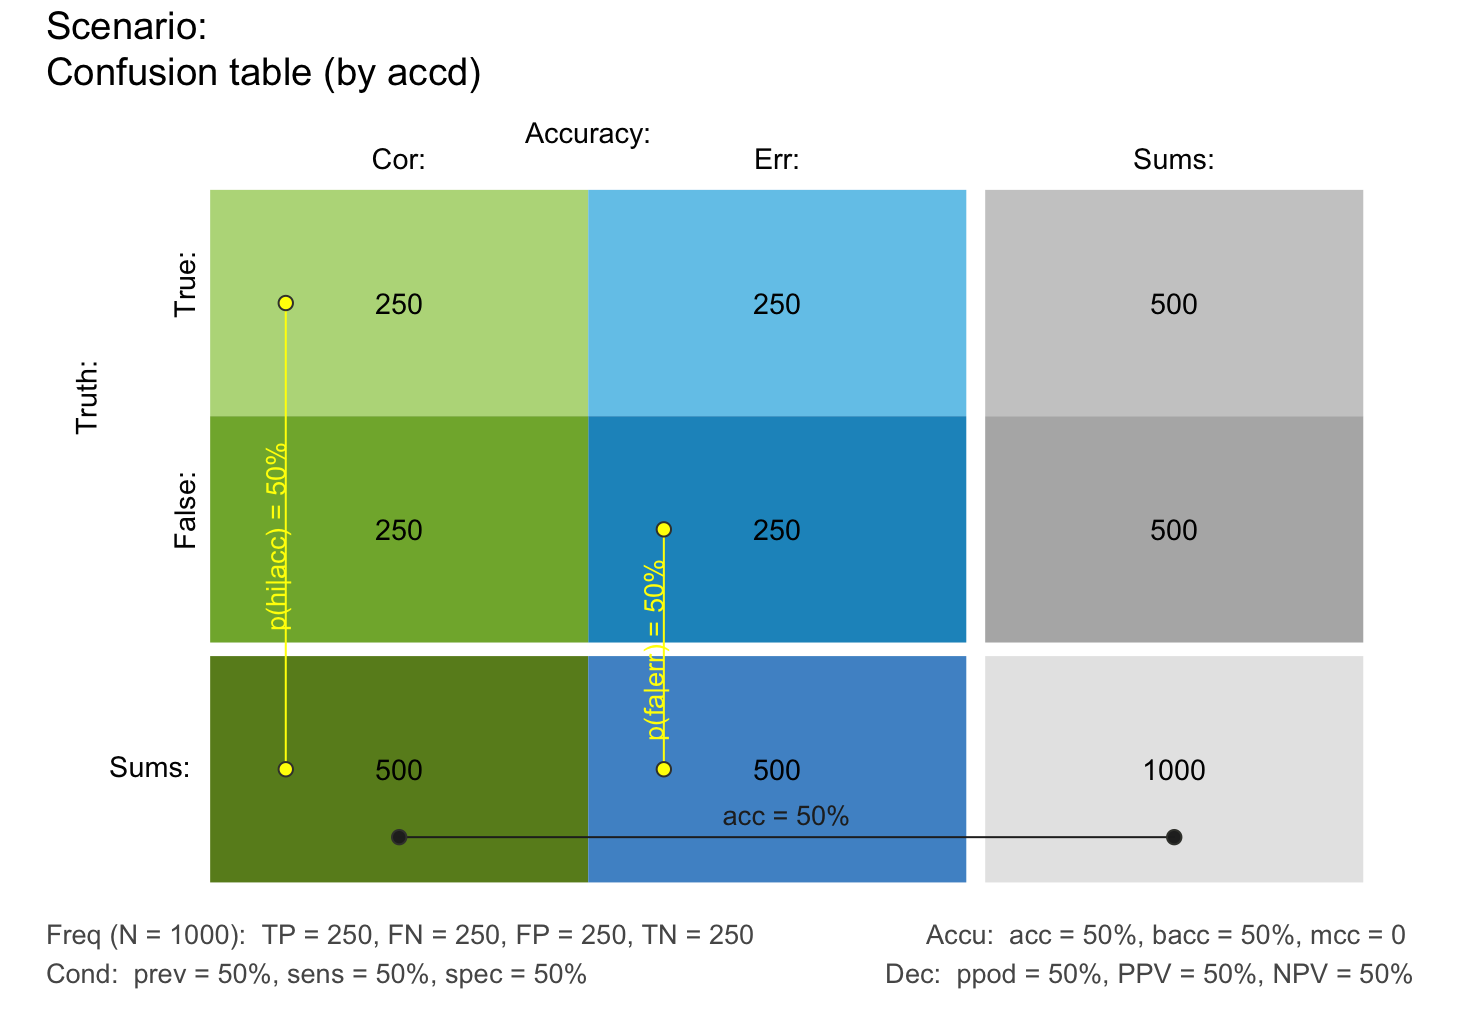 Scenario:
Confusion table (by accd)
Accuracy:
Cor:
Err:
Sums:
Truth:
True:
250
250
500
False:
250
250
500
p(hi|acc) = 50%
p(fa|err) = 50%
Sums:
500
500
1000
acc = 50%
Freq (N = 1000):  TP = 250, FN = 250, FP = 250, TN = 250
Accu:  acc = 50%, bacc = 50%, mcc = 0
Cond:  prev = 50%, sens = 50%, spec = 50%
Dec:  ppod = 50%, PPV = 50%, NPV = 50%